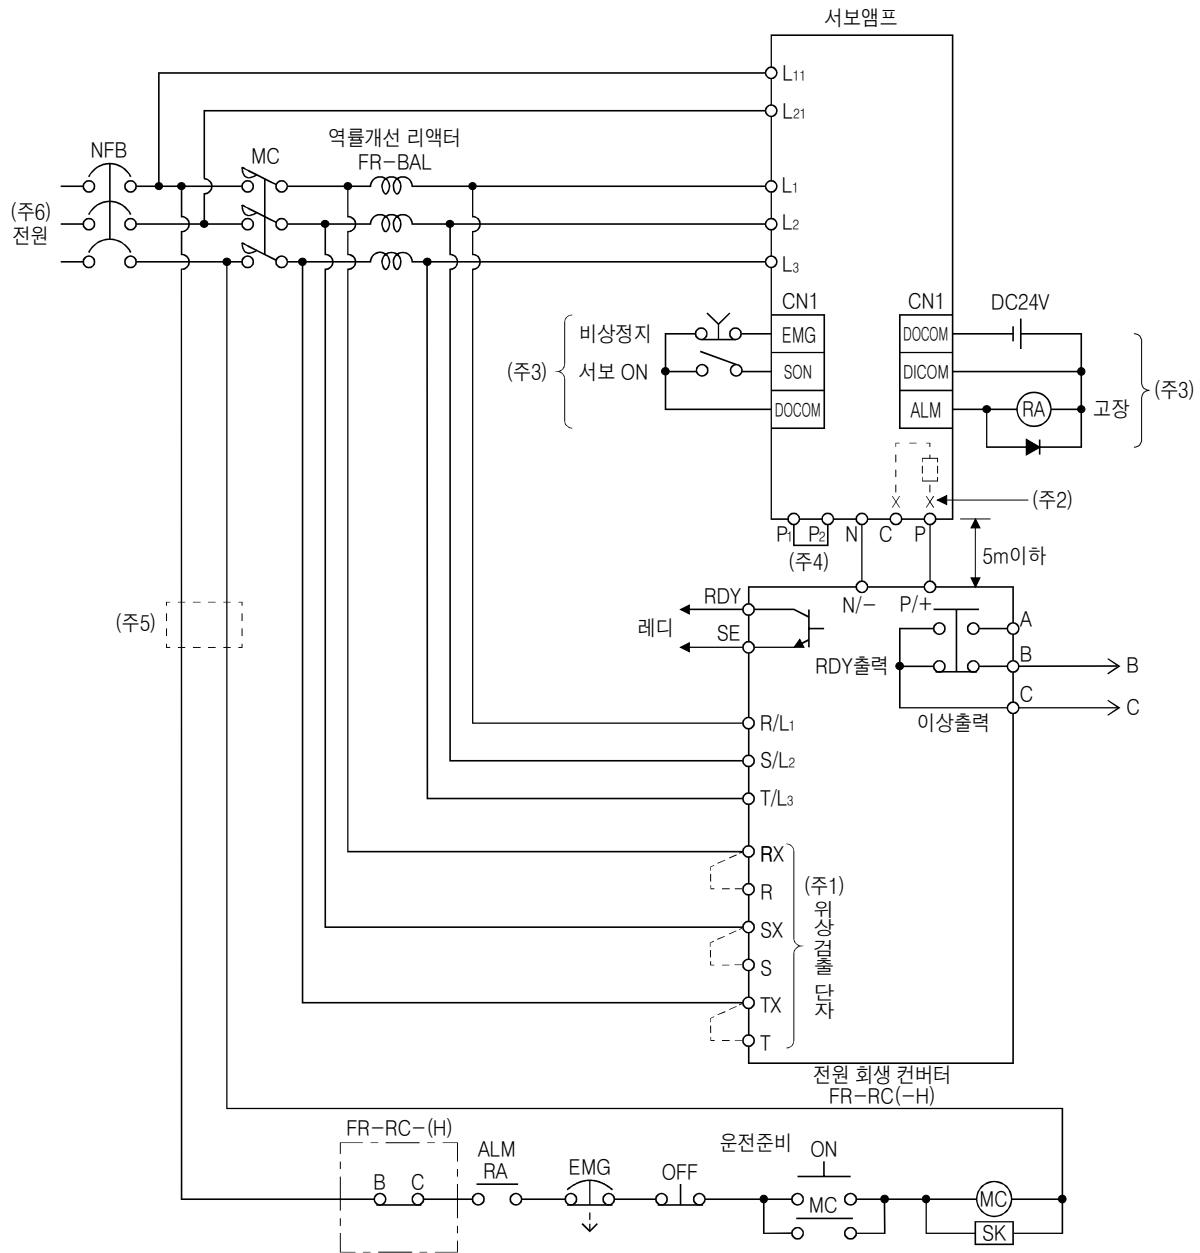 서보앰프
L11
L21
역률개선 리액터
FR-BAL
NFB
MC
L1
(주6)
전원
L2
L3
CN1
CN1
DC24V
비상정지
EMG
DOCOM
(주3)
서보 ON
SON
DICOM
(주3)
DOCOM
ALM
RA
고장
(주2)
P1
P2
N
C
P
(주4)
5m이하
RDY
N/-
P/+
A
(주5)
레디
SE
B
RDY출력
B
C
C
이상출력
R/L1
S/L2
T/L3
RX
(주1)
R
위상검출 단자
SX
S
TX
T
전원 회생 컨버터
FR-RC(-H)
FR-RC-(H)
운전준비
ALM
RA
EMG
OFF
ON
B
C
MC
MC
SK